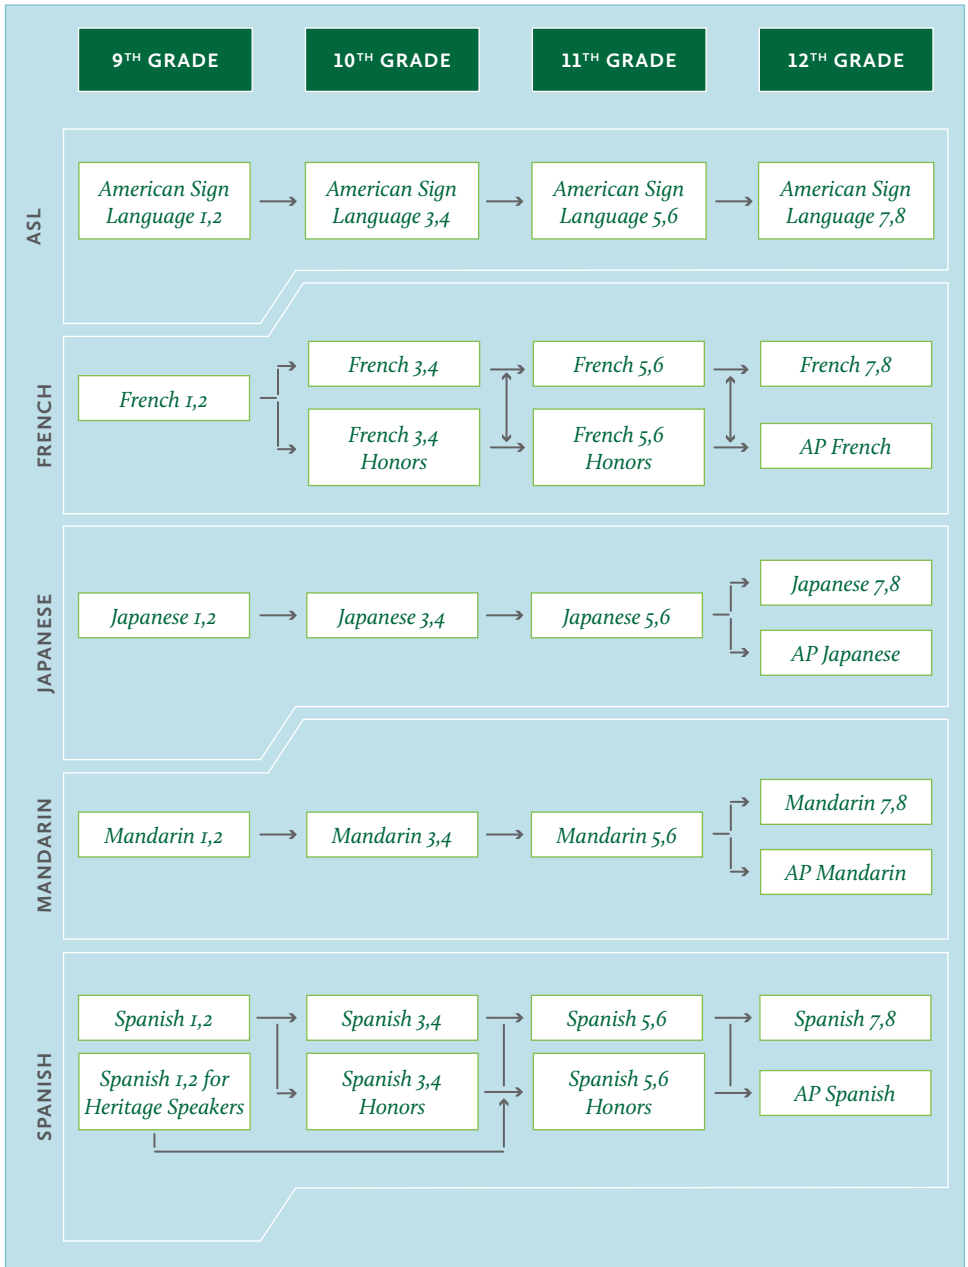 9TH GRADE
10TH GRADE
11TH GRADE
12TH GRADE
ASL
American Sign
Language 1,2
American Sign
Language 3,4
American Sign
Language 5,6
American Sign
Language 7,8
FRENCH
French 1,2
French 3,4
French 3,4
Honors
French 5,6
French 5,6
Honors
French 7,8
AP French
JAPANESE
Japanese 1,2
Japanese 3,4
Japanese 5,6
Japanese 7,8
AP Japanese
MANDARIN
Mandarin 1,2
Mandarin 3,4
Mandarin 5,6
Mandarin 7,8
AP Mandarin
SPANISH
Spanish 1,2
Spanish 1,2 for
Heritage Speakers
Spanish 3,4
Spanish 3,4
Honors
Spanish 5,6
Spanish 5,6
Honors
Spanish 7,8
AP Spanish